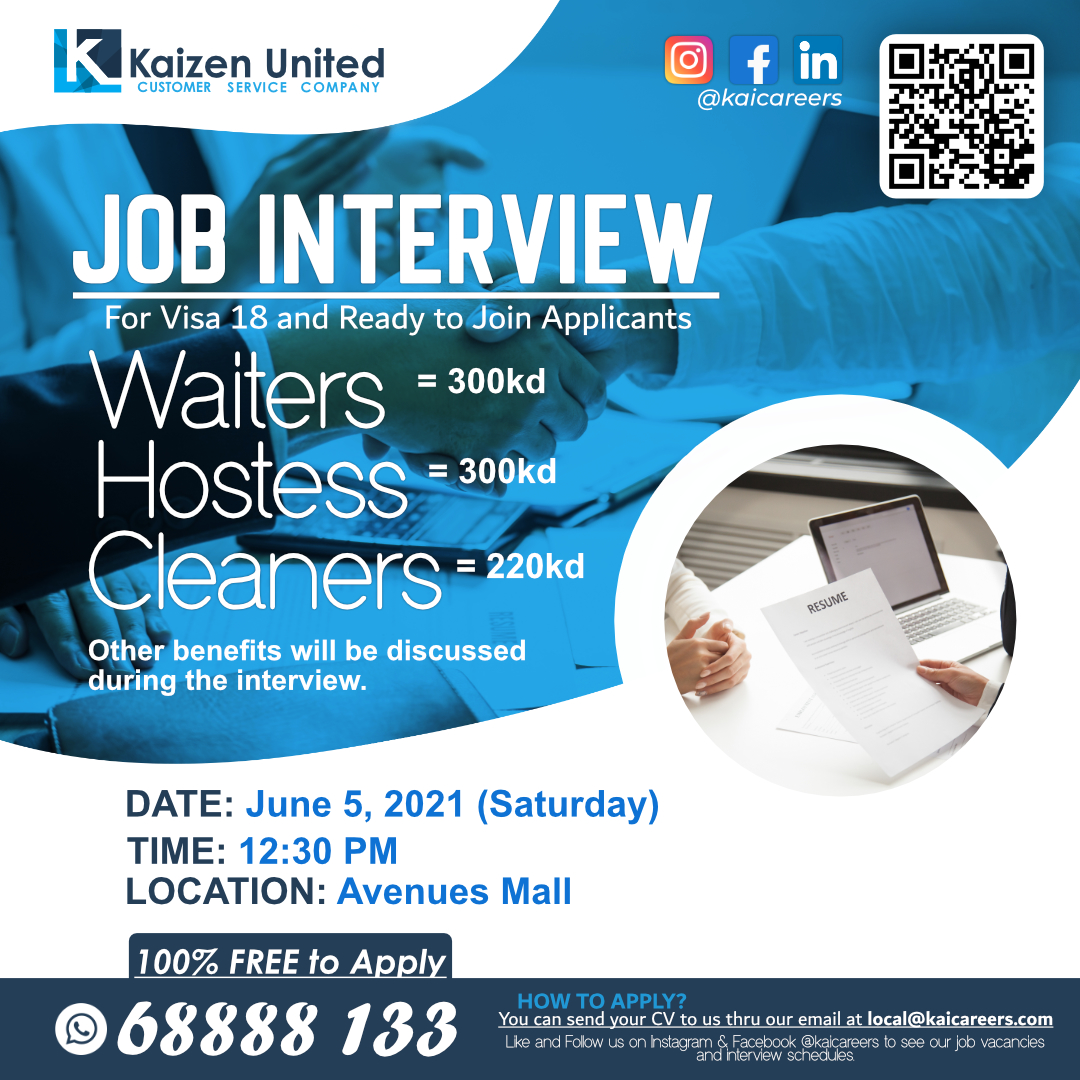 Kaizen United
CUSTOMER SERVICE COMPANY
@kaicareers
JOB INTERVIEW
For Visa 18 and Ready to Join Applicants
Waiters = 300kd
Hostess = 300kd
Cleaners = 220kd
Other benefits will be discussed
during the interview.
RESUME
DATE: June 5, 2021 (Saturday)
TIME: 12:30 PM
LOCATION: Avenues Mall
100% FREE to Apply
68888 133
HOW TO APPLY?
You can send your CV to us thru our email at local@kaicareers.com
Like and Follow us on Instagram & Facebook @kaicareers to see our job vacancies
and interview schedules.